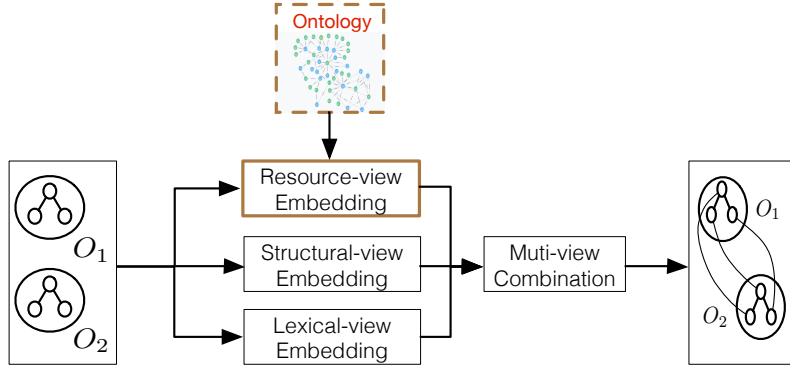 Ontology
Resource-view
Embedding
O1
O2
Structural-view
Embedding
Lexical-view
Embedding
Muti-view
Combination
O1
O2